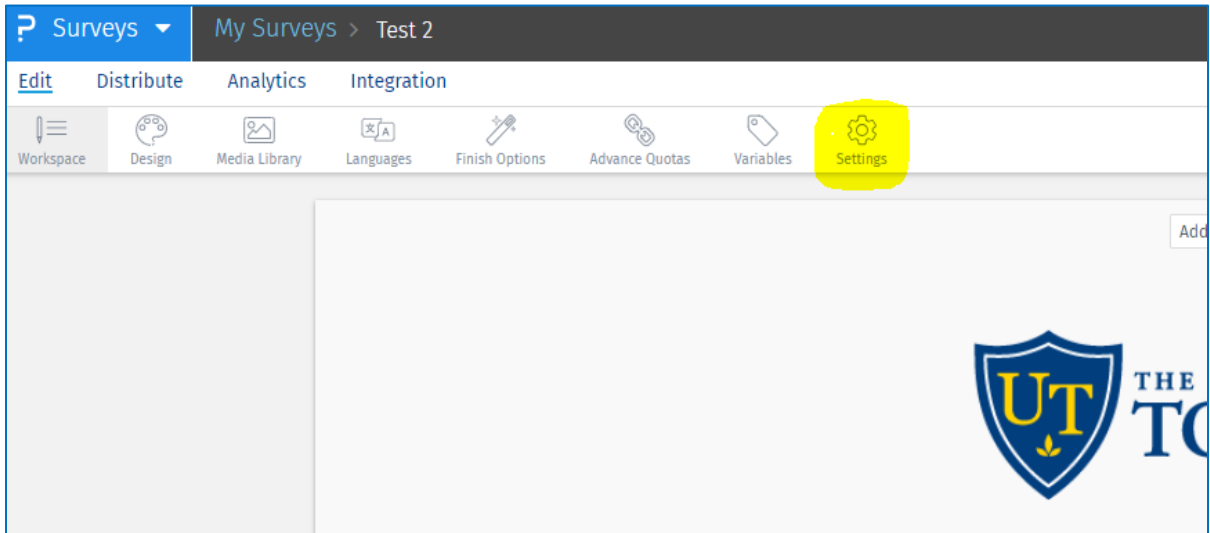 Surveys My Surveys > Test 2
Edit Distribute Analytics Integration
Workspace Design Media Library Languages Finish Options Advance Quotas Variables Settings
Add
UT
THE
TO